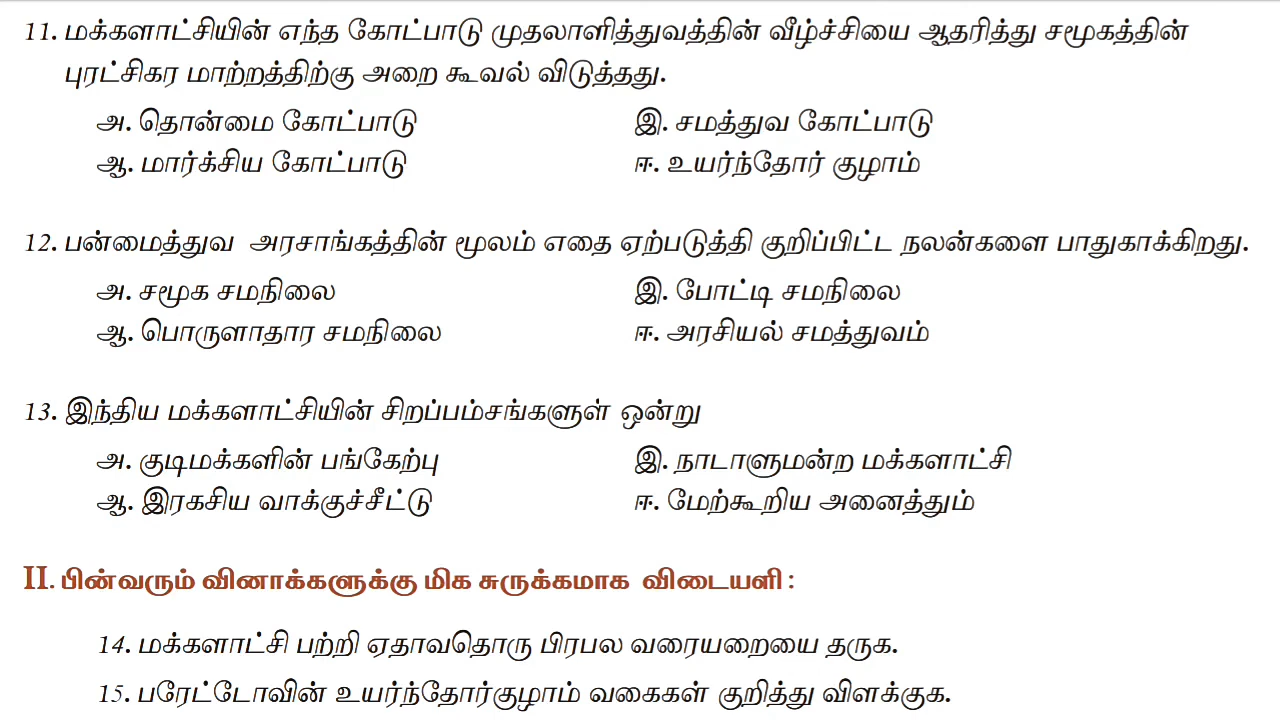 11. மக்களாட்சியின் எந்த கோட்பாடு முதலாளித்துவத்தின் வீழ்ச்சியை ஆதரித்து சமூகத்தின்
புரட்சிகர மாற்றத்திற்கு அறை கூவல் விடுத்தது.
அ. தொன்மை கோட்பாடு இ. சமத்துவ கோட்பாடு
ஆ. மார்க்சிய கோட்பாடு ஈ. உயர்ந்தோர் குழாம்
12. பன்மைத்துவ அரசாங்கத்தின் மூலம் எதை ஏற்படுத்தி குறிப்பிட்ட நலன்களை பாதுகாக்கிறது.
அ. சமூக சமநிலை இ. போட்டி சமநிலை
ஆ. பொருளாதார சமநிலை ஈ. அரசியல் சமத்துவம்
13. இந்திய மக்களாட்சியின் சிறப்பம்சங்களுள் ஒன்று
அ. குடிமக்களின் பங்கேற்பு இ. நாடாளுமன்ற மக்களாட்சி
ஆ. இரகசிய வாக்குச்சீட்டு ஈ. மேற்கூறிய அனைத்தும்
II. பின்வரும் வினாக்களுக்கு மிக சுருக்கமாக விடையளி :
14. மக்களாட்சி பற்றி ஏதாவதொரு பிரபல வரையறையை தருக.
15. பரேட்டோவின் உயர்ந்தோர்குழாம் வகைகள் குறித்து விளக்குக.